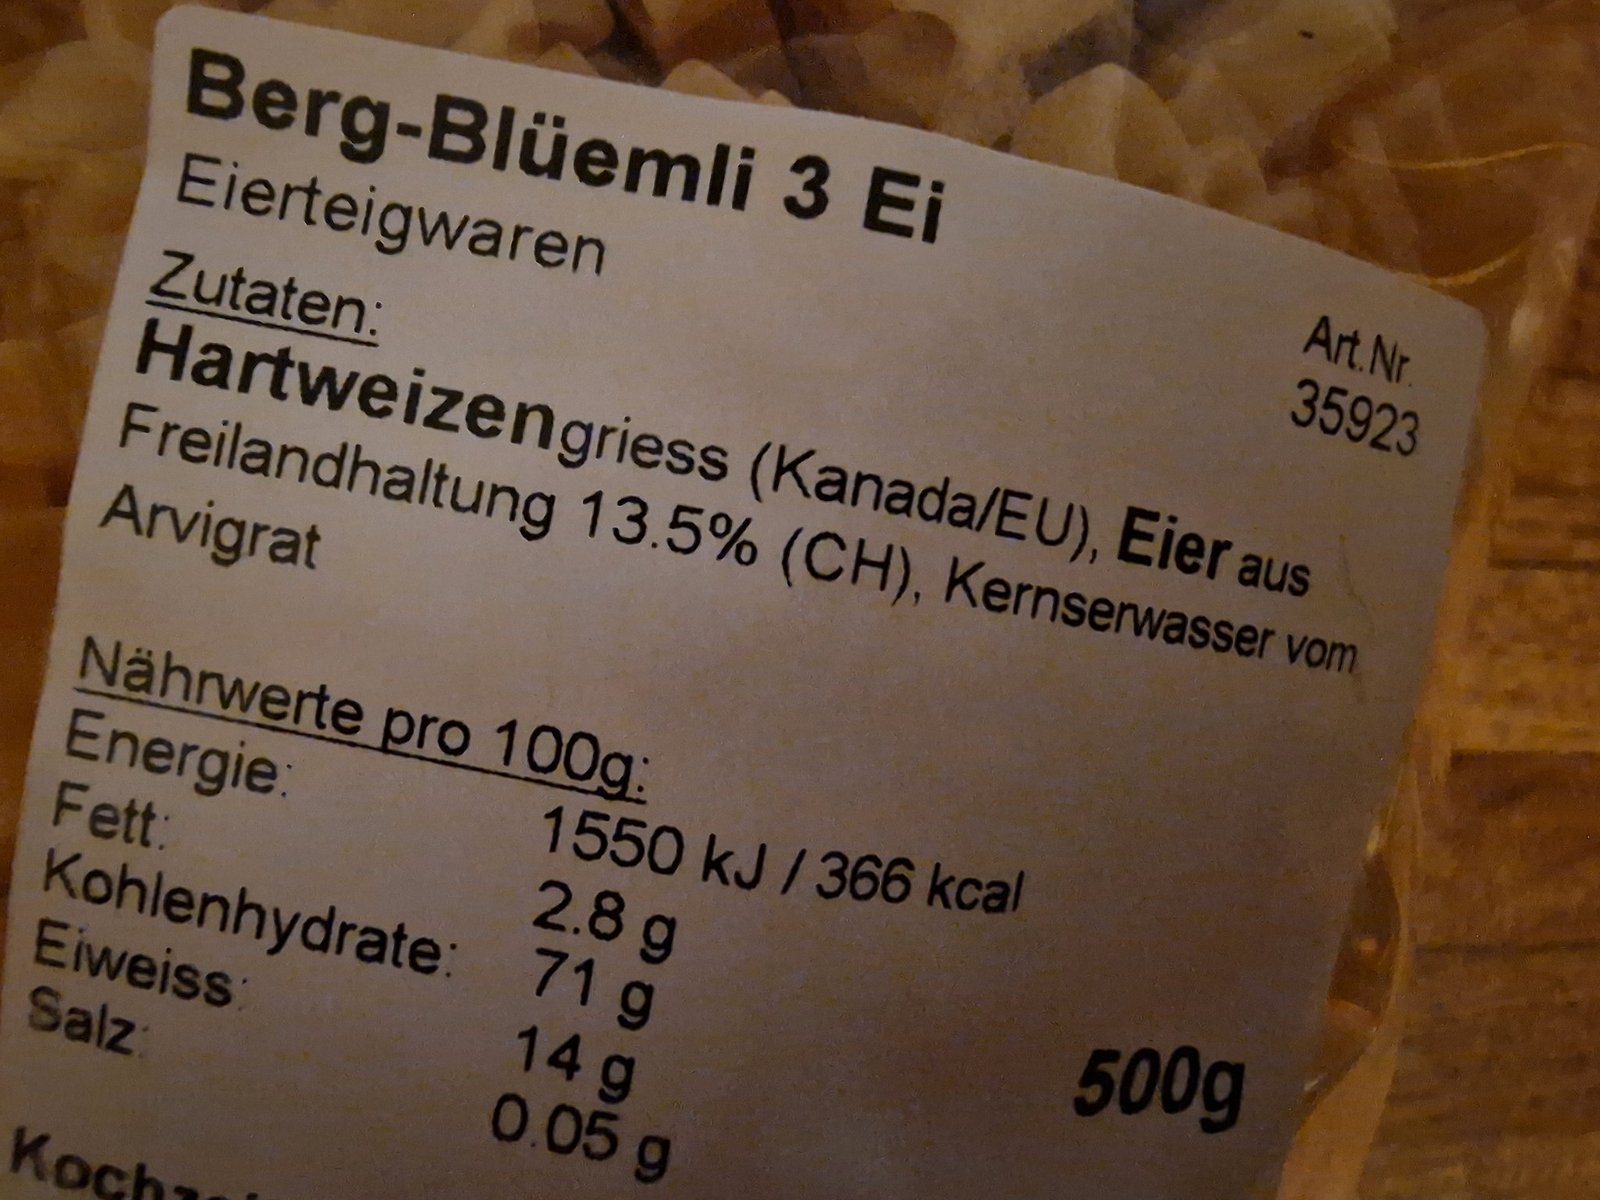 Berg-Blüemli 3 Ei
Eierteigwaren
Art.Nr.
35923
Zutaten:
Hartweizengriess (Kanada/EU), Eier aus
Freilandhaltung 13.5% (CH), Kernserwasser vom
Arvigrat
Nährwerte pro 100g:
Energie: 1550 kJ / 366 kcal
Fett: 2.8 g
Kohlenhydrate: 71 g
Eiweiss: 14 g
Salz: 0.05 g
500g